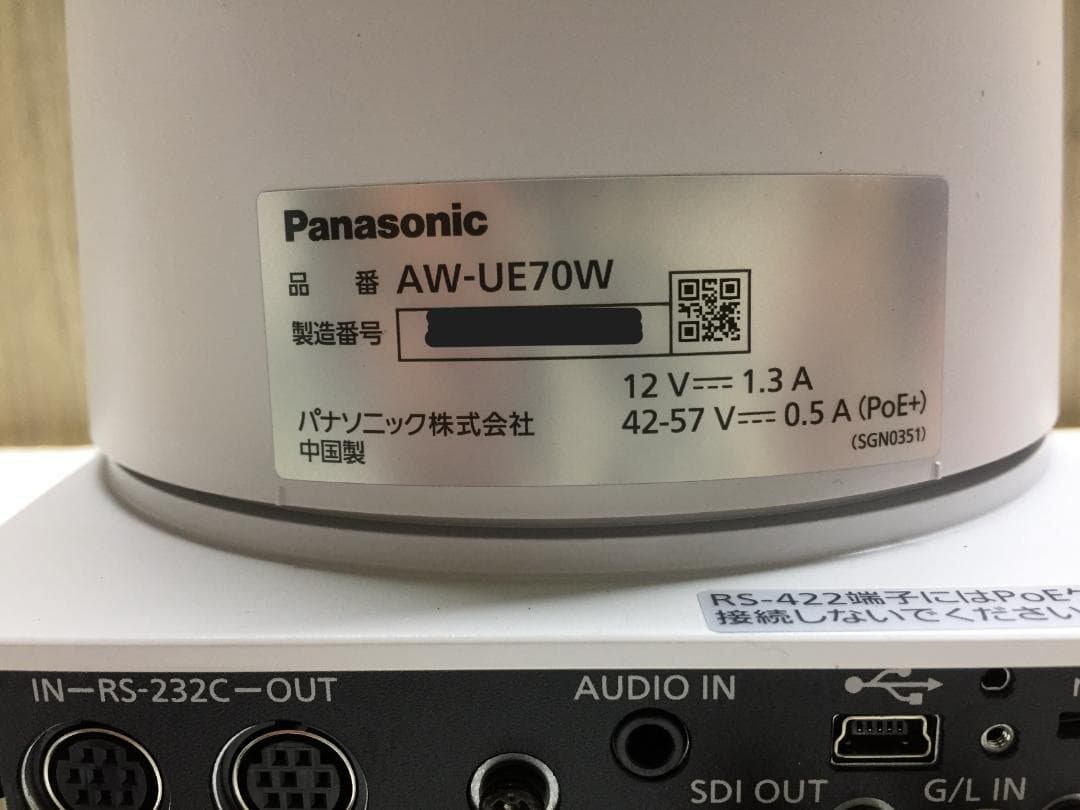 Panasonic
品 番 AW-UE70W
製造番号
12 V⎓ 1.3 A
42-57 V⎓ 0.5 A (PoE+)
(SGN0351)
パナソニック株式会社
中国製
RS-422端子にはPoEケ
接続しないでください
IN－RS-232C－OUT
AUDIO IN
SDI OUT
G/L IN